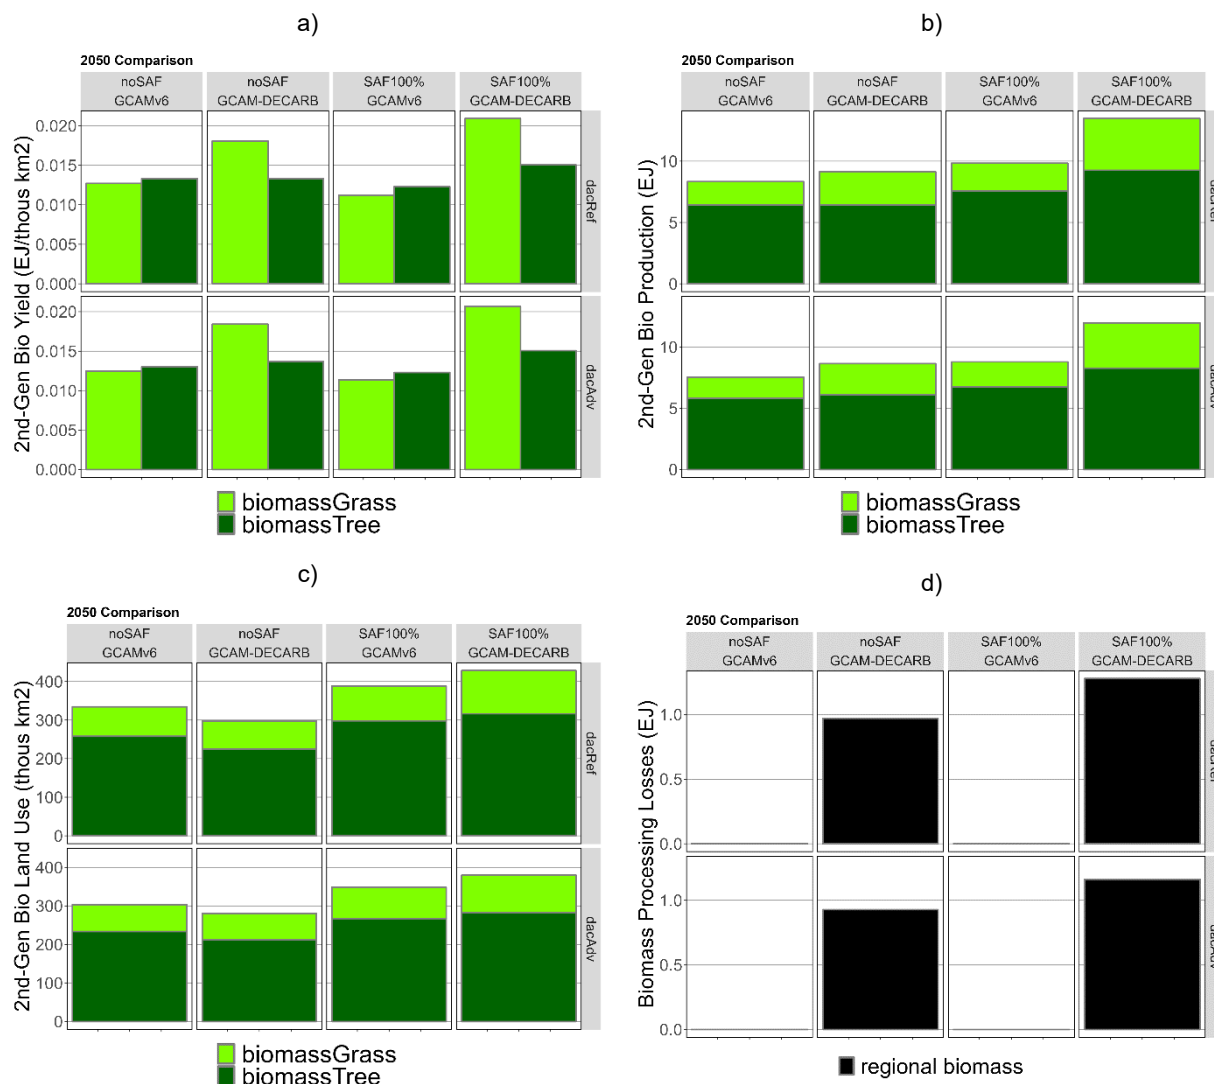 a)
2050 Comparison
noSAF GCAMv6
noSAF GCAM-DECARB
SAF100% GCAMv6
SAF100% GCAM-DECARB
2nd-Gen Bio Yield (EJ/thous km2)
0.020
0.015
0.010
0.005
0.000
dacRef
0.020
0.015
0.010
0.005
0.000
dacAdv
biomassGrass
biomassTree
b)
2050 Comparison
noSAF GCAMv6
noSAF GCAM-DECARB
SAF100% GCAMv6
SAF100% GCAM-DECARB
2nd-Gen Bio Production (EJ)
10
5
0
dacRef
10
5
0
dacAdv
biomassGrass
biomassTree
c)
2050 Comparison
noSAF GCAMv6
noSAF GCAM-DECARB
SAF100% GCAMv6
SAF100% GCAM-DECARB
2nd-Gen Bio Land Use (thous km2)
400
300
200
100
0
dacRef
400
300
200
100
0
dacAdv
biomassGrass
biomassTree
d)
2050 Comparison
noSAF GCAMv6
noSAF GCAM-DECARB
SAF100% GCAMv6
SAF100% GCAM-DECARB
Biomass Processing Losses (EJ)
1.0
0.5
0.0
dacRef
1.0
0.5
0.0
dacAdv
regional biomass